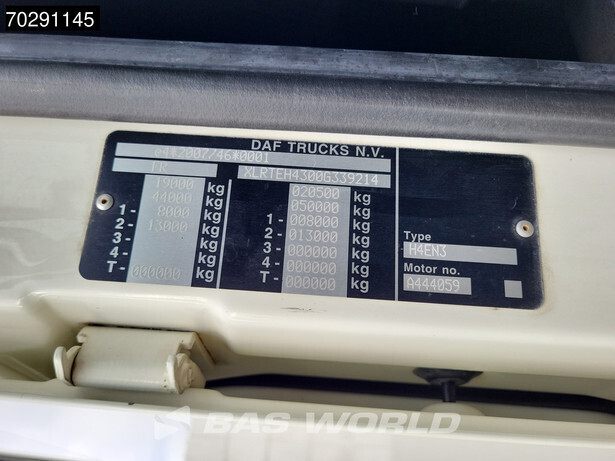 70291145
DAF TRUCKS N.V.
e4*2007/46*0001
FR XLRTEH4300G339214
19800 kg 020500 kg
44000 kg 050000 kg
1- 8000 kg 1- 008000 kg
2- 13000 kg 2- 013000 kg
3- kg 3- 000000 kg
4- kg 4- 000000 kg
T- 000000 kg T- 000000 kg
Type
H4EN3
Motor no.
A444059
BAS WORLD